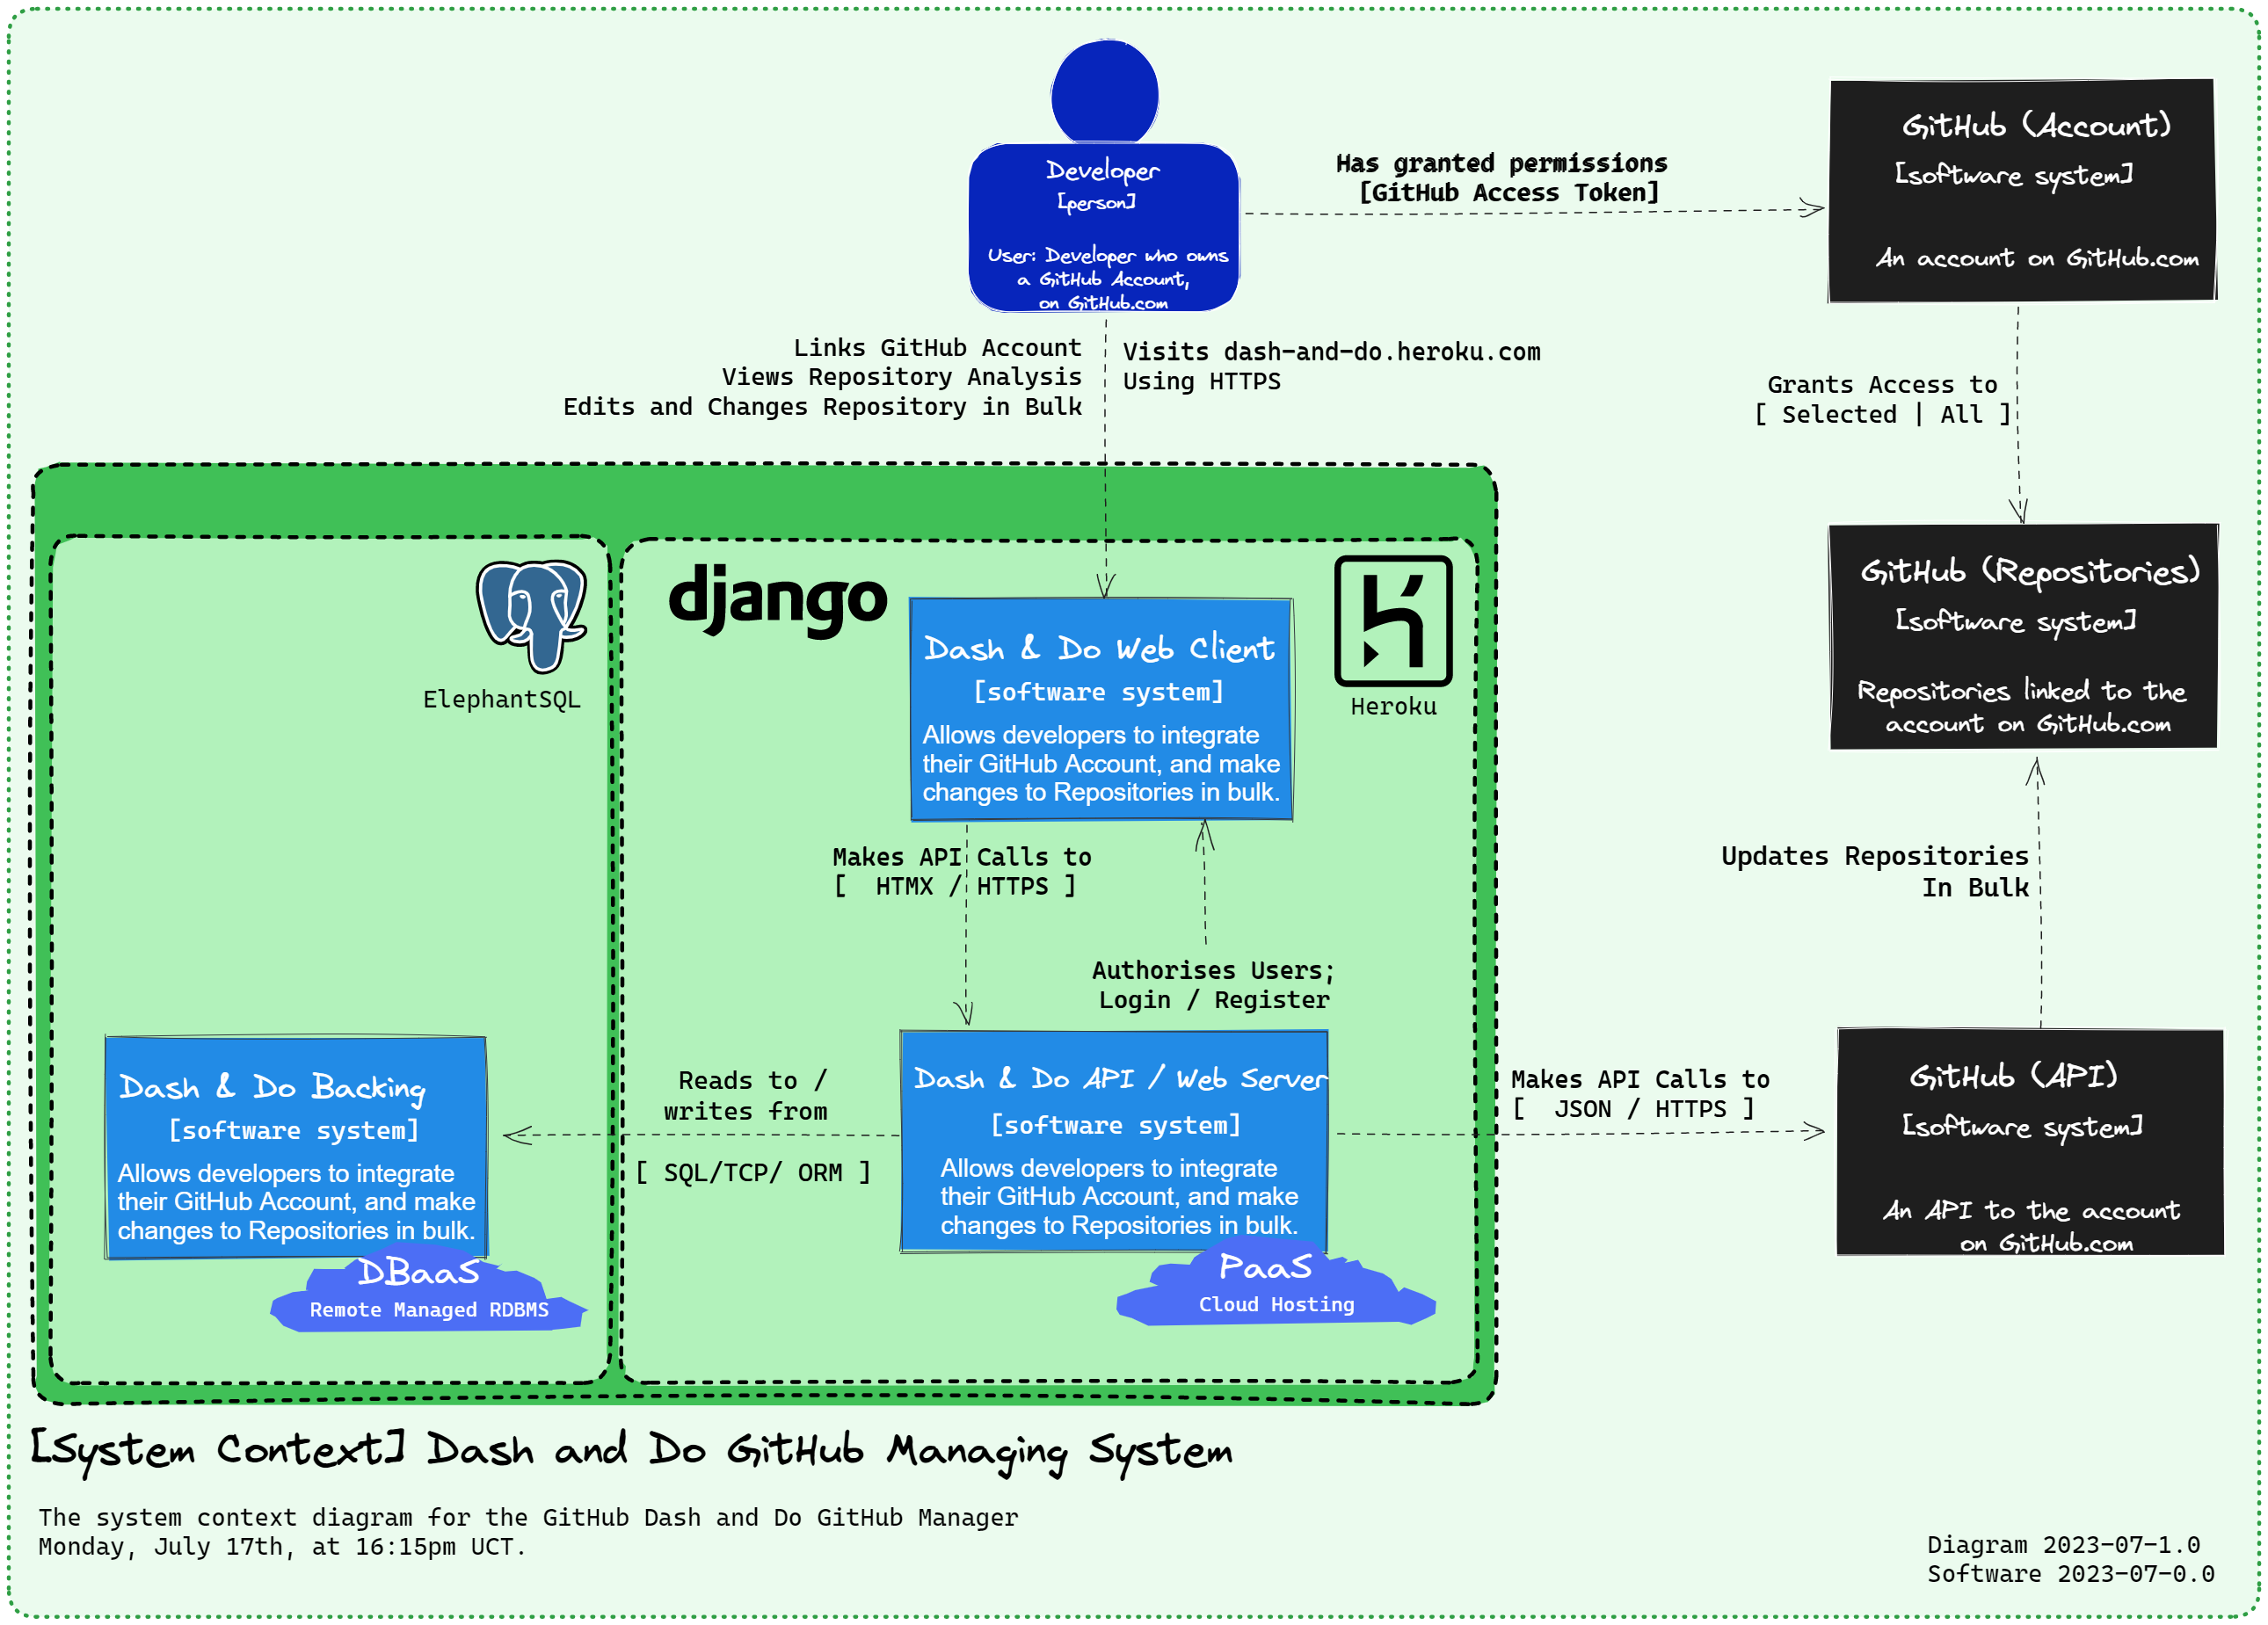 Developer
[person]
User: Developer who owns
a GitHub Account,
on GitHub.com
Has granted permissions
[GitHub Access Token]
GitHub (Account)
[software system]
An account on GitHub.com
Links GitHub Account
Views Repository Analysis
Edits and Changes Repository in Bulk
Visits dash-and-do.heroku.com
Using HTTPS
Grants Access to
[ Selected | All ]
ElephantSQL
django
Heroku
Dash & Do Web Client
[software system]
Allows developers to integrate
their GitHub Account, and make
changes to Repositories in bulk.
GitHub (Repositories)
[software system]
Repositories linked to the
account on GitHub.com
Makes API Calls to
[  HTMX / HTTPS ]
Authorises Users;
Login / Register
Updates Repositories
In Bulk
Dash & Do Backing
[software system]
Allows developers to integrate
their GitHub Account, and make
changes to Repositories in bulk.
DBaaS
Remote Managed RDBMS
Reads to /
writes from
[ SQL/TCP/ ORM ]
Dash & Do API / Web Server
[software system]
Allows developers to integrate
their GitHub Account, and make
changes to Repositories in bulk.
PaaS
Cloud Hosting
Makes API Calls to
[  JSON / HTTPS ]
GitHub (API)
[software system]
An API to the account
on GitHub.com
[System Context] Dash and Do GitHub Managing System
The system context diagram for the GitHub Dash and Do GitHub Manager
Monday, July 17th, at 16:15pm UCT.
Diagram 2023-07-1.0
Software 2023-07-0.0